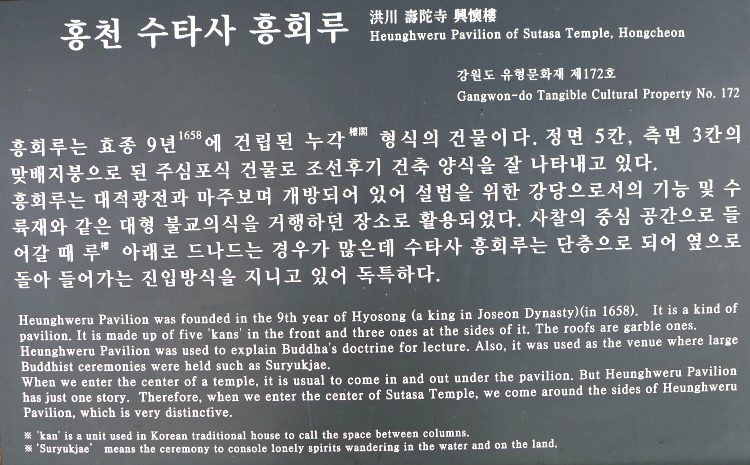 홍천 수타사 흥회루
洪川 壽陀寺 興懷樓
Heunghweru Pavilion of Sutasa Temple, Hongcheon
강원도 유형문화재 제172호
Gangwon-do Tangible Cultural Property No. 172
흥회루는 효종 9년1658에 건립된 누각樓閣 형식의 건물이다. 정면 5칸, 측면 3칸의
맞배지붕으로 된 주심포식 건물로 조선후기 건축 양식을 잘 나타내고 있다.
흥회루는 대적광전과 마주보며 개방되어 있어 설법을 위한 강당으로서의 기능 및 수
륙재와 같은 대형 불교의식을 거행하던 장소로 활용되었다. 사찰의 중심 공간으로 들
어갈 때 루樓 아래로 드나드는 경우가 많은데 수타사 흥회루는 단층으로 되어 옆으로
돌아 들어가는 진입방식을 지니고 있어 독특하다.
Heunghweru Pavilion was founded in the 9th year of Hyosong (a king in Joseon Dynasty)(in 1658). It is a kind of
pavilion. It is made up of five 'kans' in the front and three ones at the sides of it. The roofs are garble ones.
Heunghweru Pavilion was used to explain Buddha's doctrine for lecture. Also, it was used as the venue where large
Buddhist ceremonies were held such as Suryukjae.
When we enter the center of a temple, it is usual to come in and out under the pavilion. But Heunghweru Pavilion
has just one story. Therefore, when we enter the center of Sutasa Temple, we come around the sides of Heunghweru
Pavilion, which is very distinctive.
※ 'kan' is a unit used in Korean traditional house to call the space between columns.
※ 'Suryukjae' means the ceremony to console lonely spirits wandering in the water and on the land.